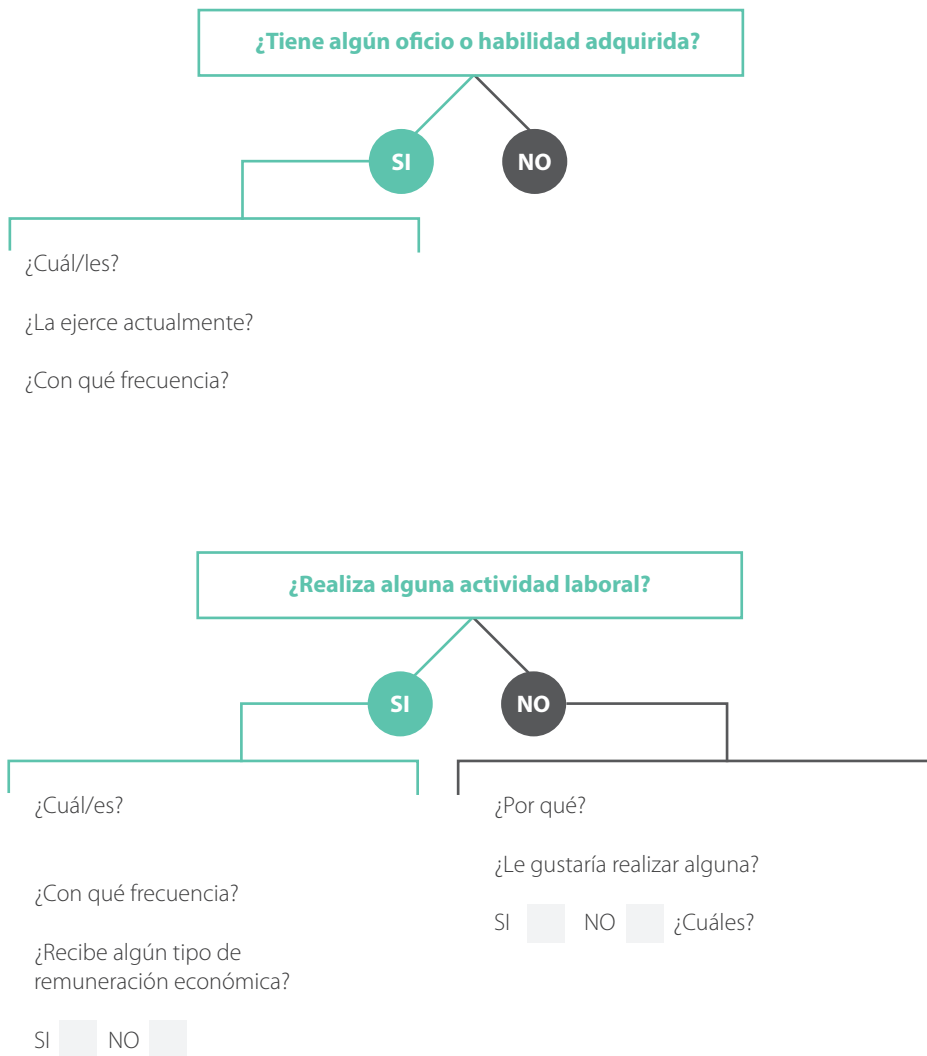 ¿Tiene algún oficio o habilidad adquirida?
SI
NO
¿Cuál/les?
¿La ejerce actualmente?
¿Con qué frecuencia?
¿Realiza alguna actividad laboral?
SI
NO
¿Cuál/es?
¿Con qué frecuencia?
¿Recibe algún tipo de
remuneración económica?
SI NO
¿Por qué?
¿Le gustaría realizar alguna?
SI NO ¿Cuáles?